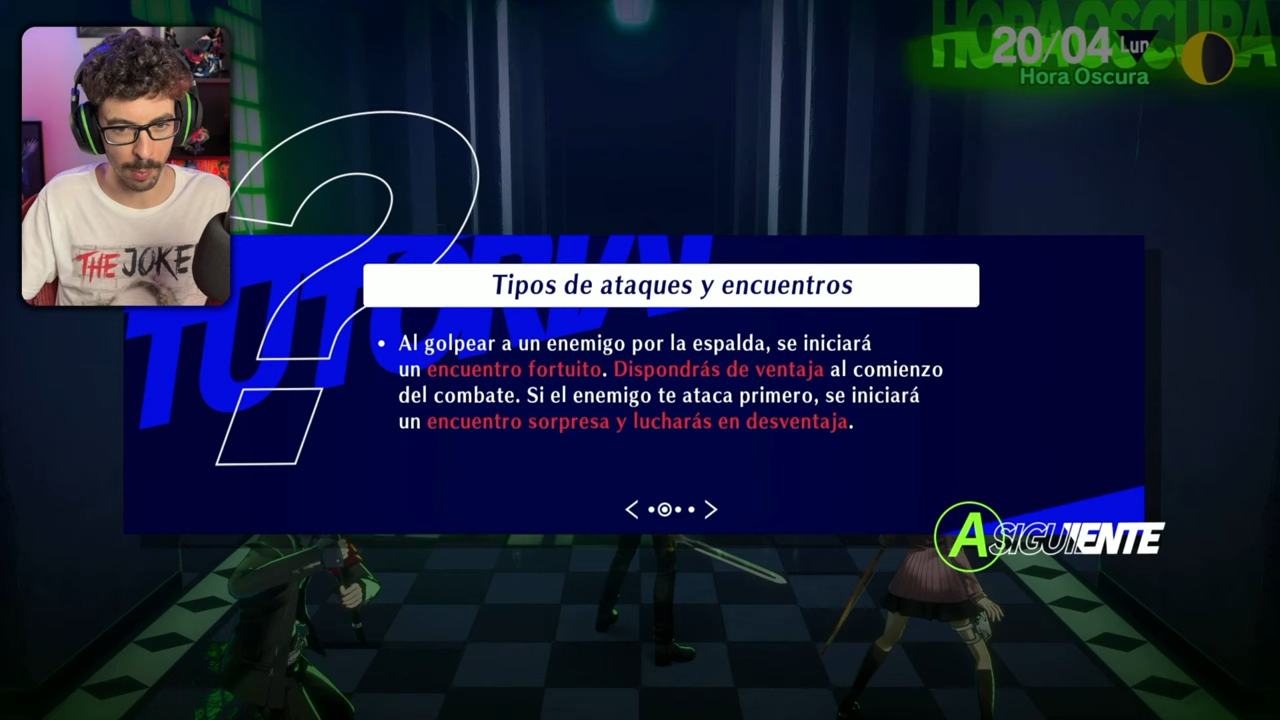 HORA OSCURA
20/04 Lun
Hora Oscura
THE JOKE
TUTORIAL
Tipos de ataques y encuentros
• Al golpear a un enemigo por la espalda, se iniciará
un encuentro fortuito. Dispondrás de ventaja al comienzo
del combate. Si el enemigo te ataca primero, se iniciará
un encuentro sorpresa y lucharás en desventaja.
A SIGUIENTE